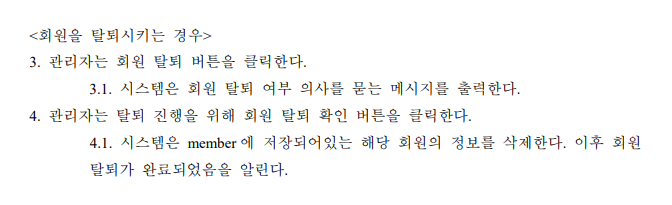 <회원을 탈퇴시키는 경우>
3. 관리자는 회원 탈퇴 버튼을 클릭한다.
3.1. 시스템은 회원 탈퇴 여부 의사를 묻는 메시지를 출력한다.
4. 관리자는 탈퇴 진행을 위해 회원 탈퇴 확인 버튼을 클릭한다.
4.1. 시스템은 member 에 저장되어있는 해당 회원의 정보를 삭제한다. 이후 회원
탈퇴가 완료되었음을 알린다.